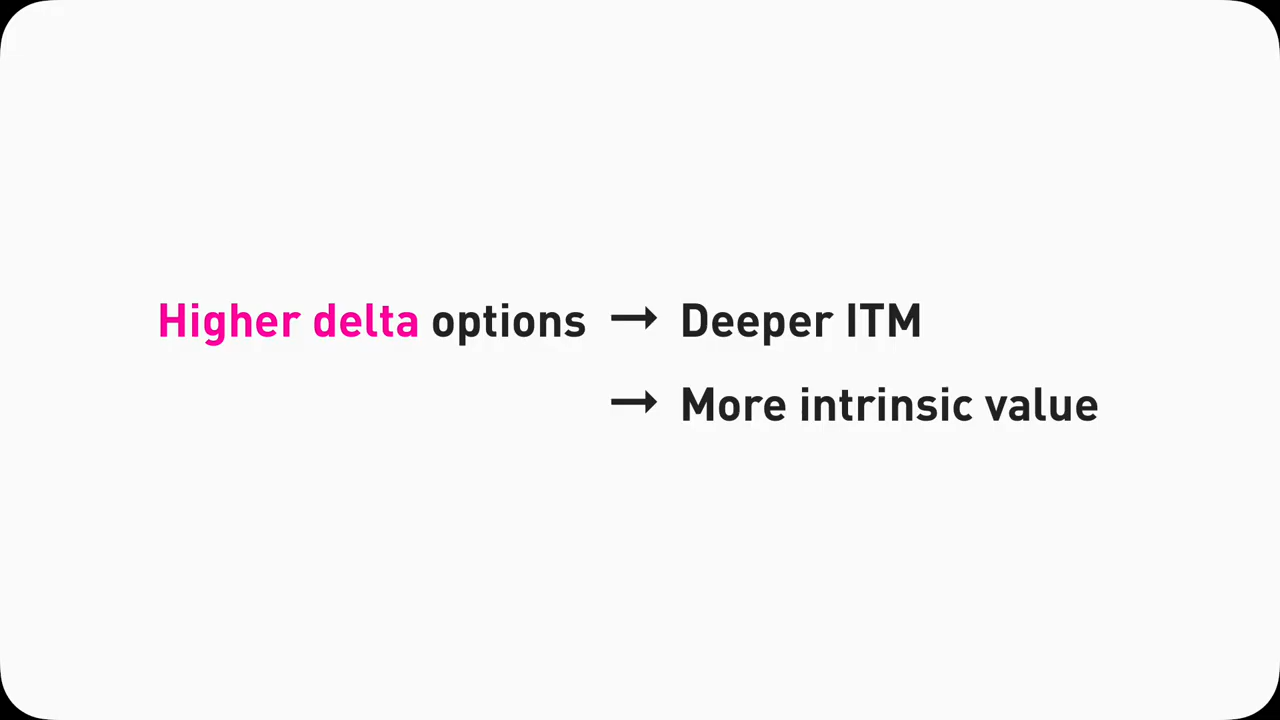 Higher delta options → Deeper ITM
→ More intrinsic value